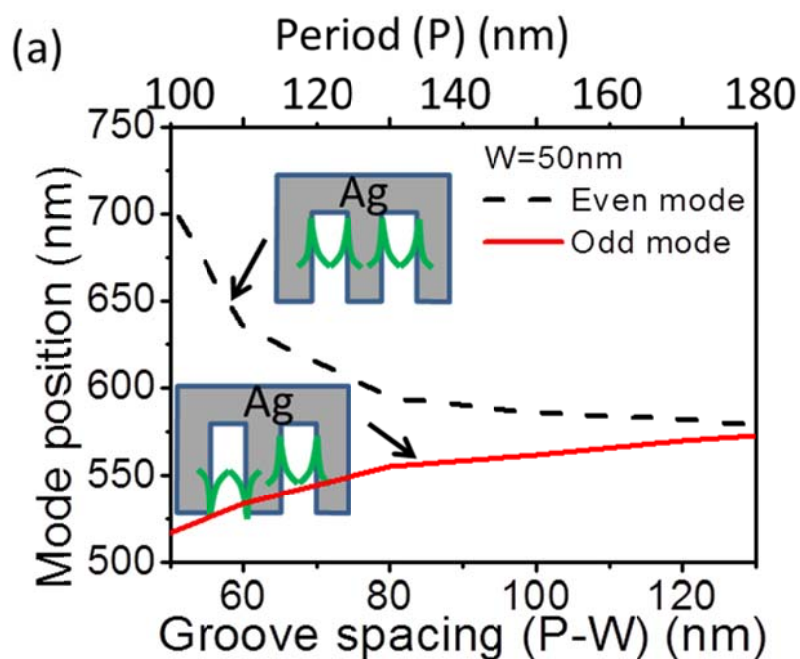 (a)
Period (P) (nm)
100 120 140 160 180
750
700
650
600
550
500
Mode position (nm)
W=50nm
Even mode
Odd mode
Ag
Ag
60 80 100 120
Groove spacing (P-W) (nm)